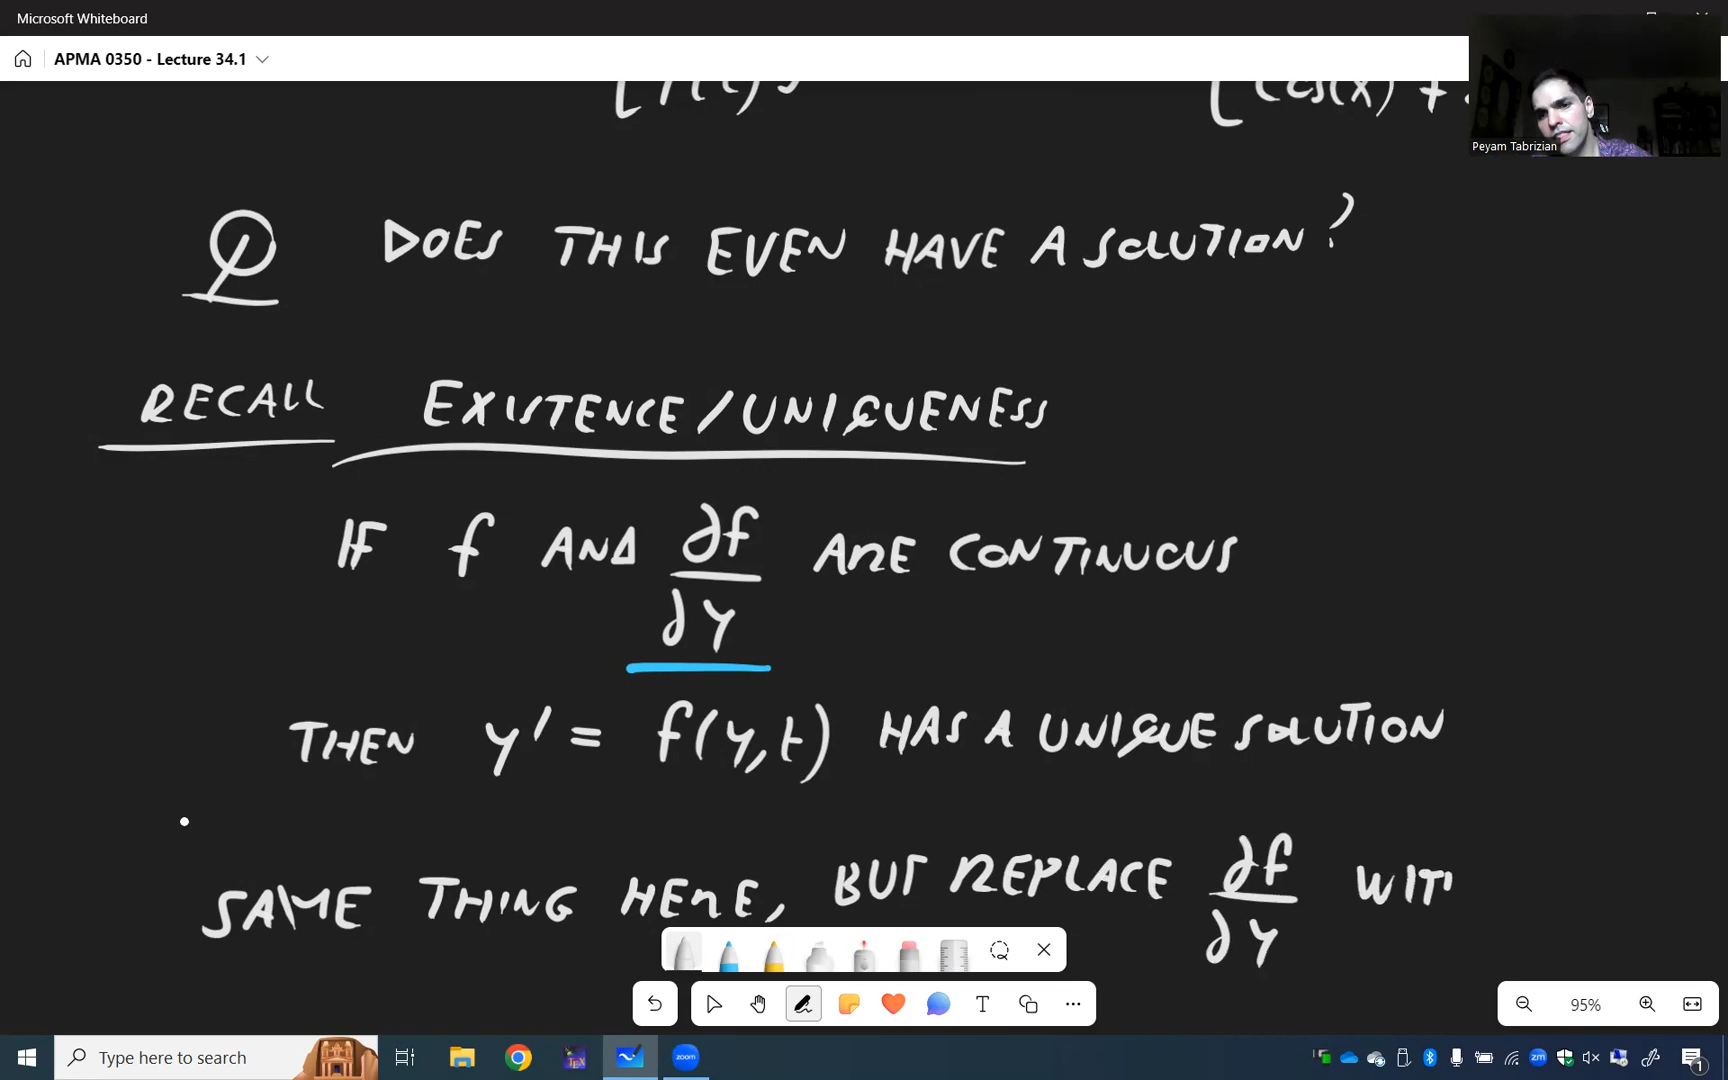 Microsoft Whiteboard
APMA 0350 - Lecture 34.1
Peyam Tabrizian
Q DOES THIS EVEN HAVE A SOLUTION?
RECALL EXISTENCE/UNIQUENESS
IF f AND ∂f/∂y ARE CONTINUOUS
THEN y' = f(y,t) HAS A UNIQUE SOLUTION
SAME THING HERE, BUT REPLACE ∂f/∂y WITH
95%
Type here to search
zoom